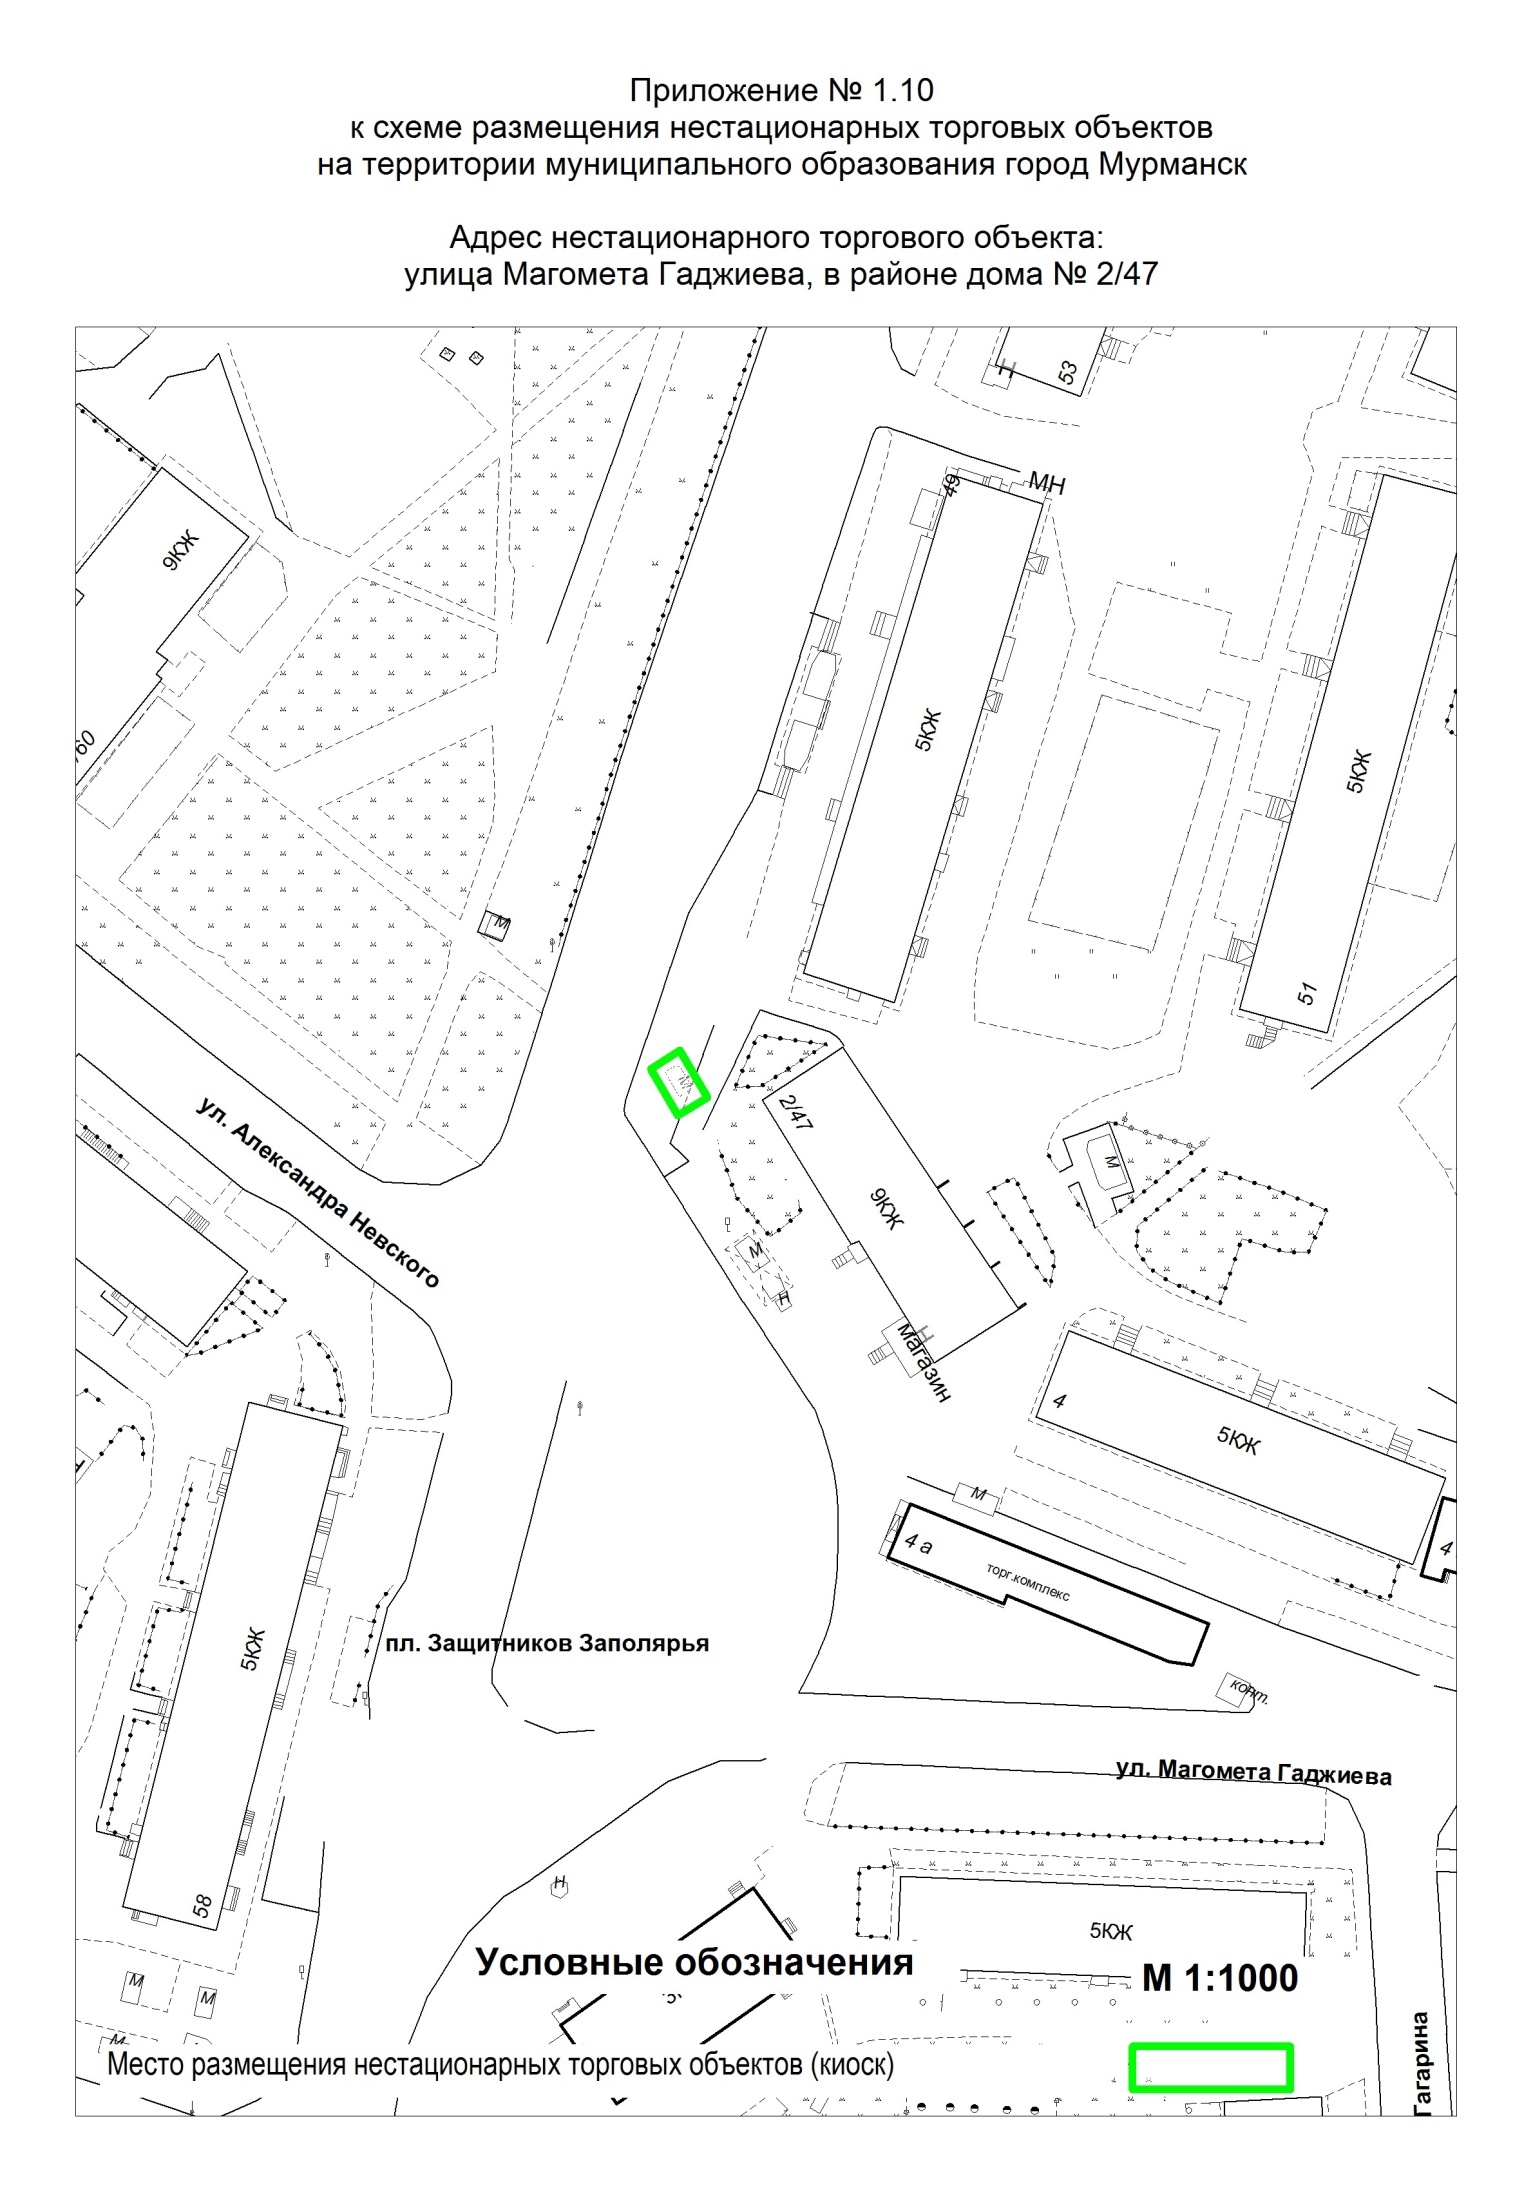 Приложение № 1.10
к схеме размещения нестационарных торговых объектов
на территории муниципального образования город Мурманск
Адрес нестационарного торгового объекта:
улица Магомета Гаджиева, в районе дома № 2/47
Н
53
49
МН
9КЖ
5КЖ
5КЖ
/60
М
51
М
2/47
ул. Александра Невского
М
9КЖ
М
Н
Н
магазин
4
5КЖ
М
4 а
торг.комплекс
4
5КЖ
пл. Защитников Заполярья
конт.
ул. Магомета Гаджиева
58
Н
5КЖ
Условные обозначения
М 1:1000
М
М
М
Место размещения нестационарных торговых объектов (киоск)
Гагарина